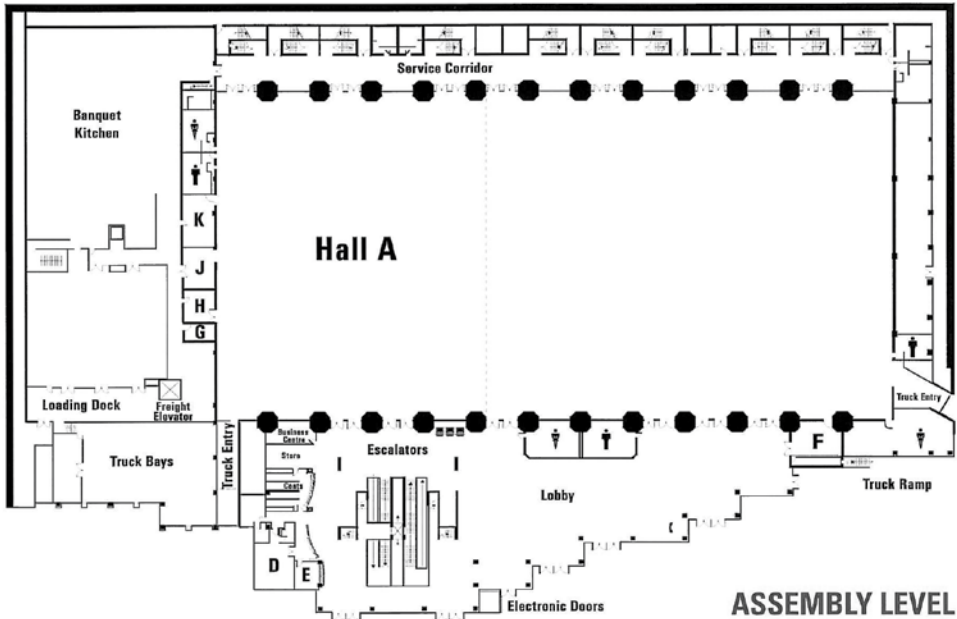 Service Corridor
Banquet
Kitchen
K
Hall A
J
H
G
Loading Dock
Freight
Elevator
Truck Entry
Truck Entry
Business
Centre
Escalators
F
Store
Truck Bays
Coats
Lobby
Truck Ramp
D
E
Electronic Doors
ASSEMBLY LEVEL